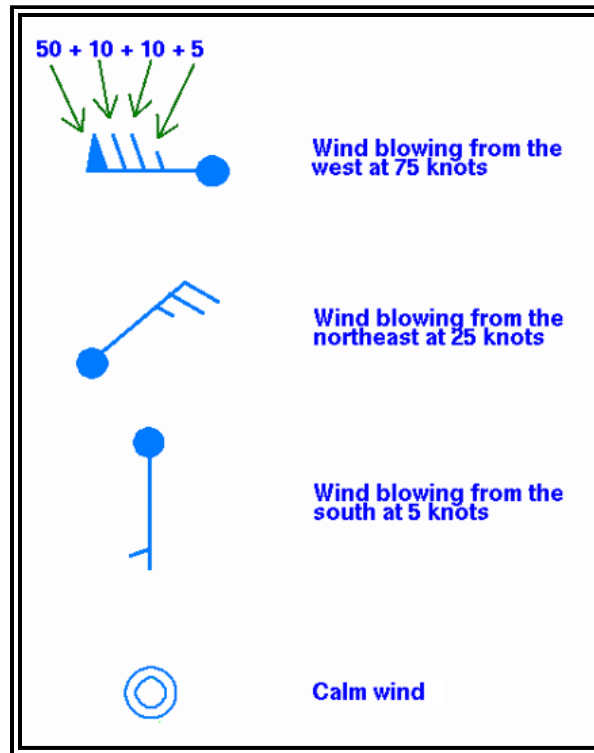 50 + 10 + 10 + 5
Wind blowing from the
west at 75 knots
Wind blowing from the
northeast at 25 knots
Wind blowing from the
south at 5 knots
Calm wind